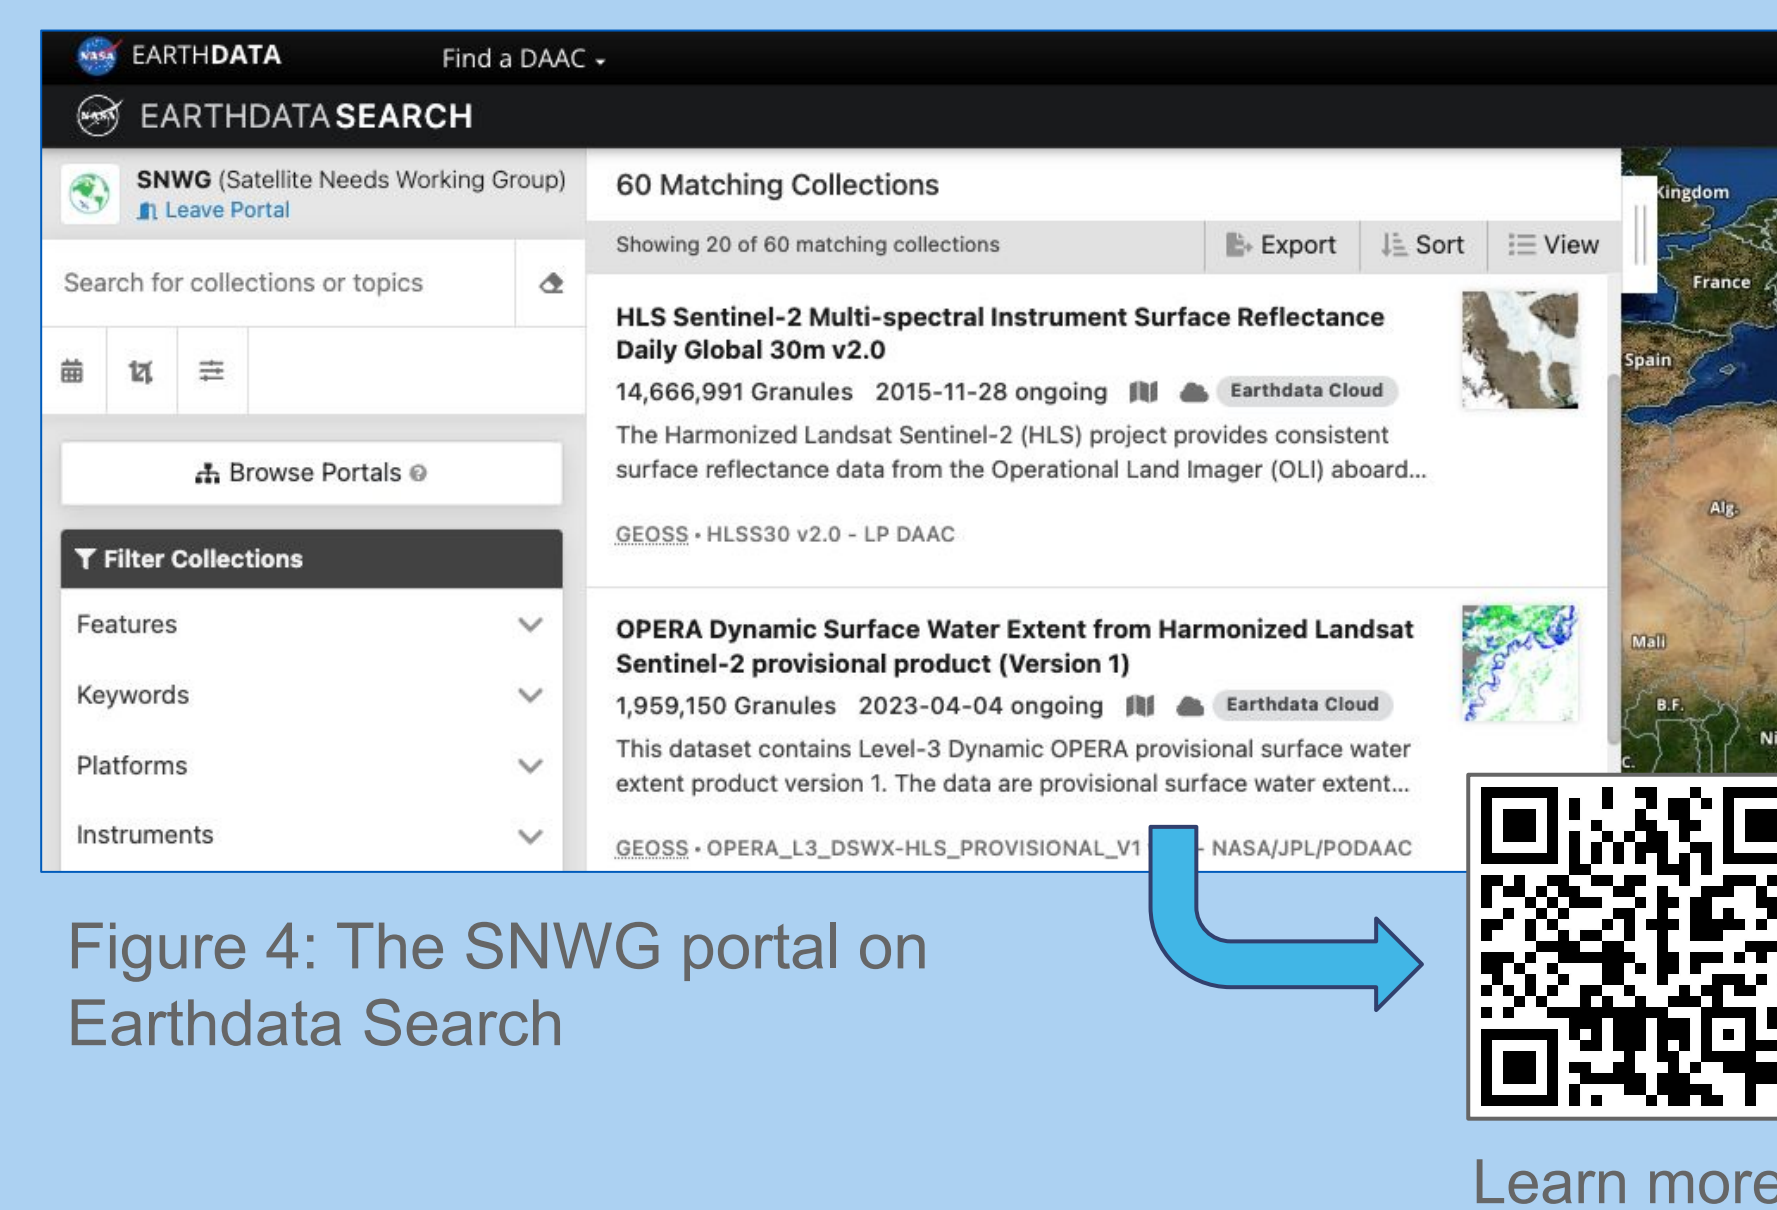 NASA EARTHDATA Find a DAAC
NASA EARTHDATA SEARCH
SNWG (Satellite Needs Working Group)
Leave Portal
Search for collections or topics
Browse Portals
Filter Collections
Features
Keywords
Platforms
Instruments
60 Matching Collections
Showing 20 of 60 matching collections Export Sort View
HLS Sentinel-2 Multi-spectral Instrument Surface Reflectance
Daily Global 30m v2.0
14,666,991 Granules 2015-11-28 ongoing Earthdata Cloud
The Harmonized Landsat Sentinel-2 (HLS) project provides consistent
surface reflectance data from the Operational Land Imager (OLI) aboard...
GEOSS • HLSS30 v2.0 - LP DAAC
OPERA Dynamic Surface Water Extent from Harmonized Landsat
Sentinel-2 provisional product (Version 1)
1,959,150 Granules 2023-04-04 ongoing Earthdata Cloud
This dataset contains Level-3 Dynamic OPERA provisional surface water
extent product version 1. The data are provisional surface water extent...
GEOSS • OPERA_L3_DSWX-HLS_PROVISIONAL_V1 - NASA/JPL/PODAAC
Kingdom
France
Spain
Alg.
Mali
B.F.
Ni
Figure 4: The SNWG portal on
Earthdata Search
Learn more